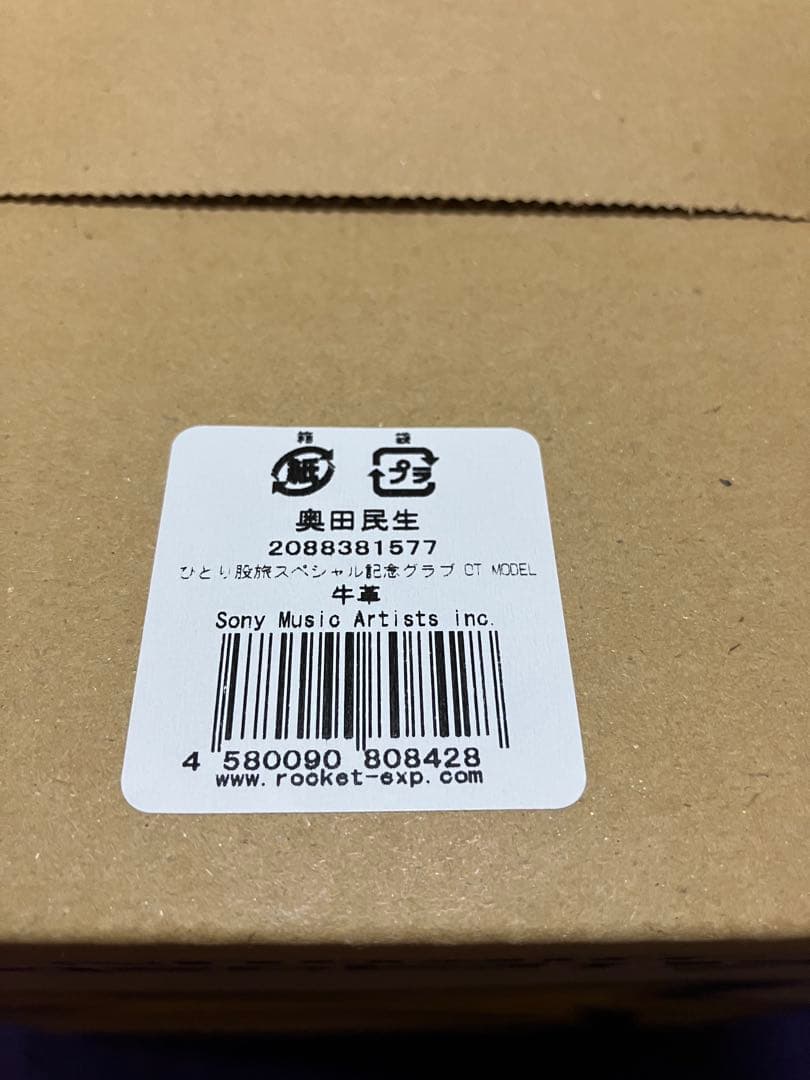 箱 袋
紙 プラ
奥田民生
2088381577
ひとり股旅スペシャル記念グラブ OT MODEL
牛革
Sony Music Artists inc.
4 580090 808428
www.rocket-exp.com